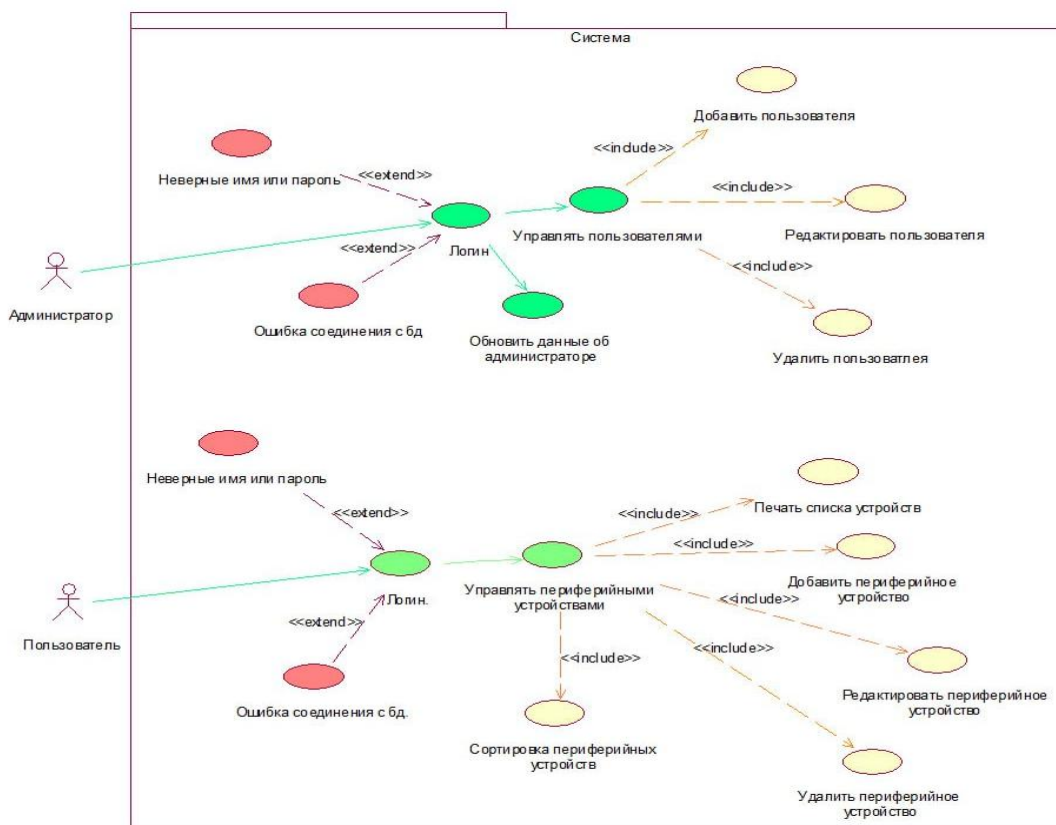 Система
Добавить пользователя
<<include>>
Неверные имя или пароль
<<extend>>
<<include>>
Редактировать пользователя
Управлять пользователями
Логин
<<extend>>
<<include>>
Администратор
Ошибка соединения с бд
Обновить данные об
администраторе
Удалить пользоватлея
Неверные имя или пароль
<<extend>>
<<include>>
Печать списка устройств
<<include>>
Добавить периферийное
устройство
Управлять периферийными
устройствами
Логин.
<<extend>>
<<include>>
Пользователь
<<include>>
<<include>>
Редактировать периферийное
устройство
Ошибка соединения с бд.
Сортировка периферийных
устройств
Удалить периферийное
устройство